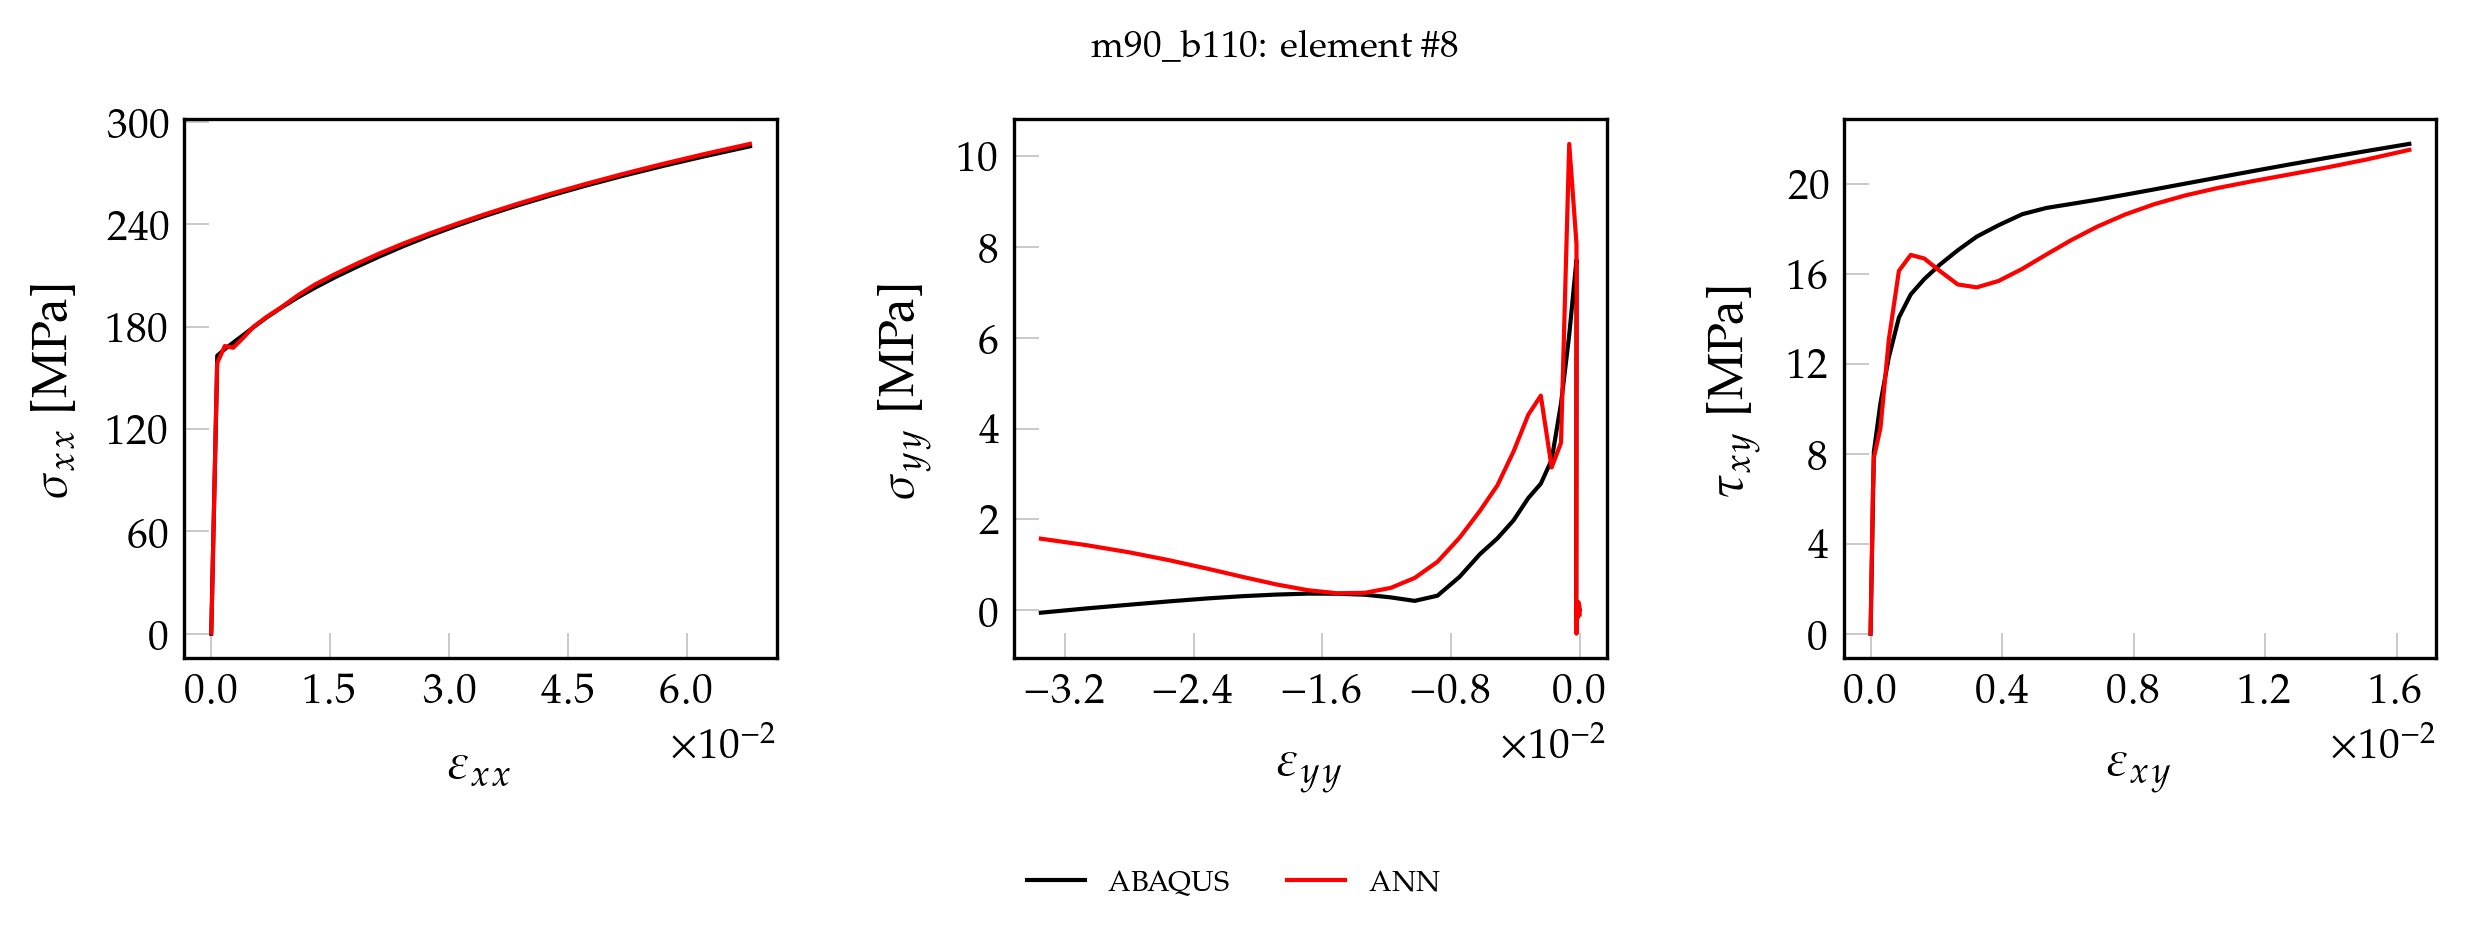 m90_b110: element #8
300
240
180
120
60
0
σxx [MPa]
0.0 1.5 3.0 4.5 6.0
×10−2
εxx
10
8
6
4
2
0
σyy [MPa]
−3.2 −2.4 −1.6 −0.8 0.0
×10−2
εyy
20
16
12
8
4
0
τxy [MPa]
0.0 0.4 0.8 1.2 1.6
×10−2
εxy
ABAQUS ANN